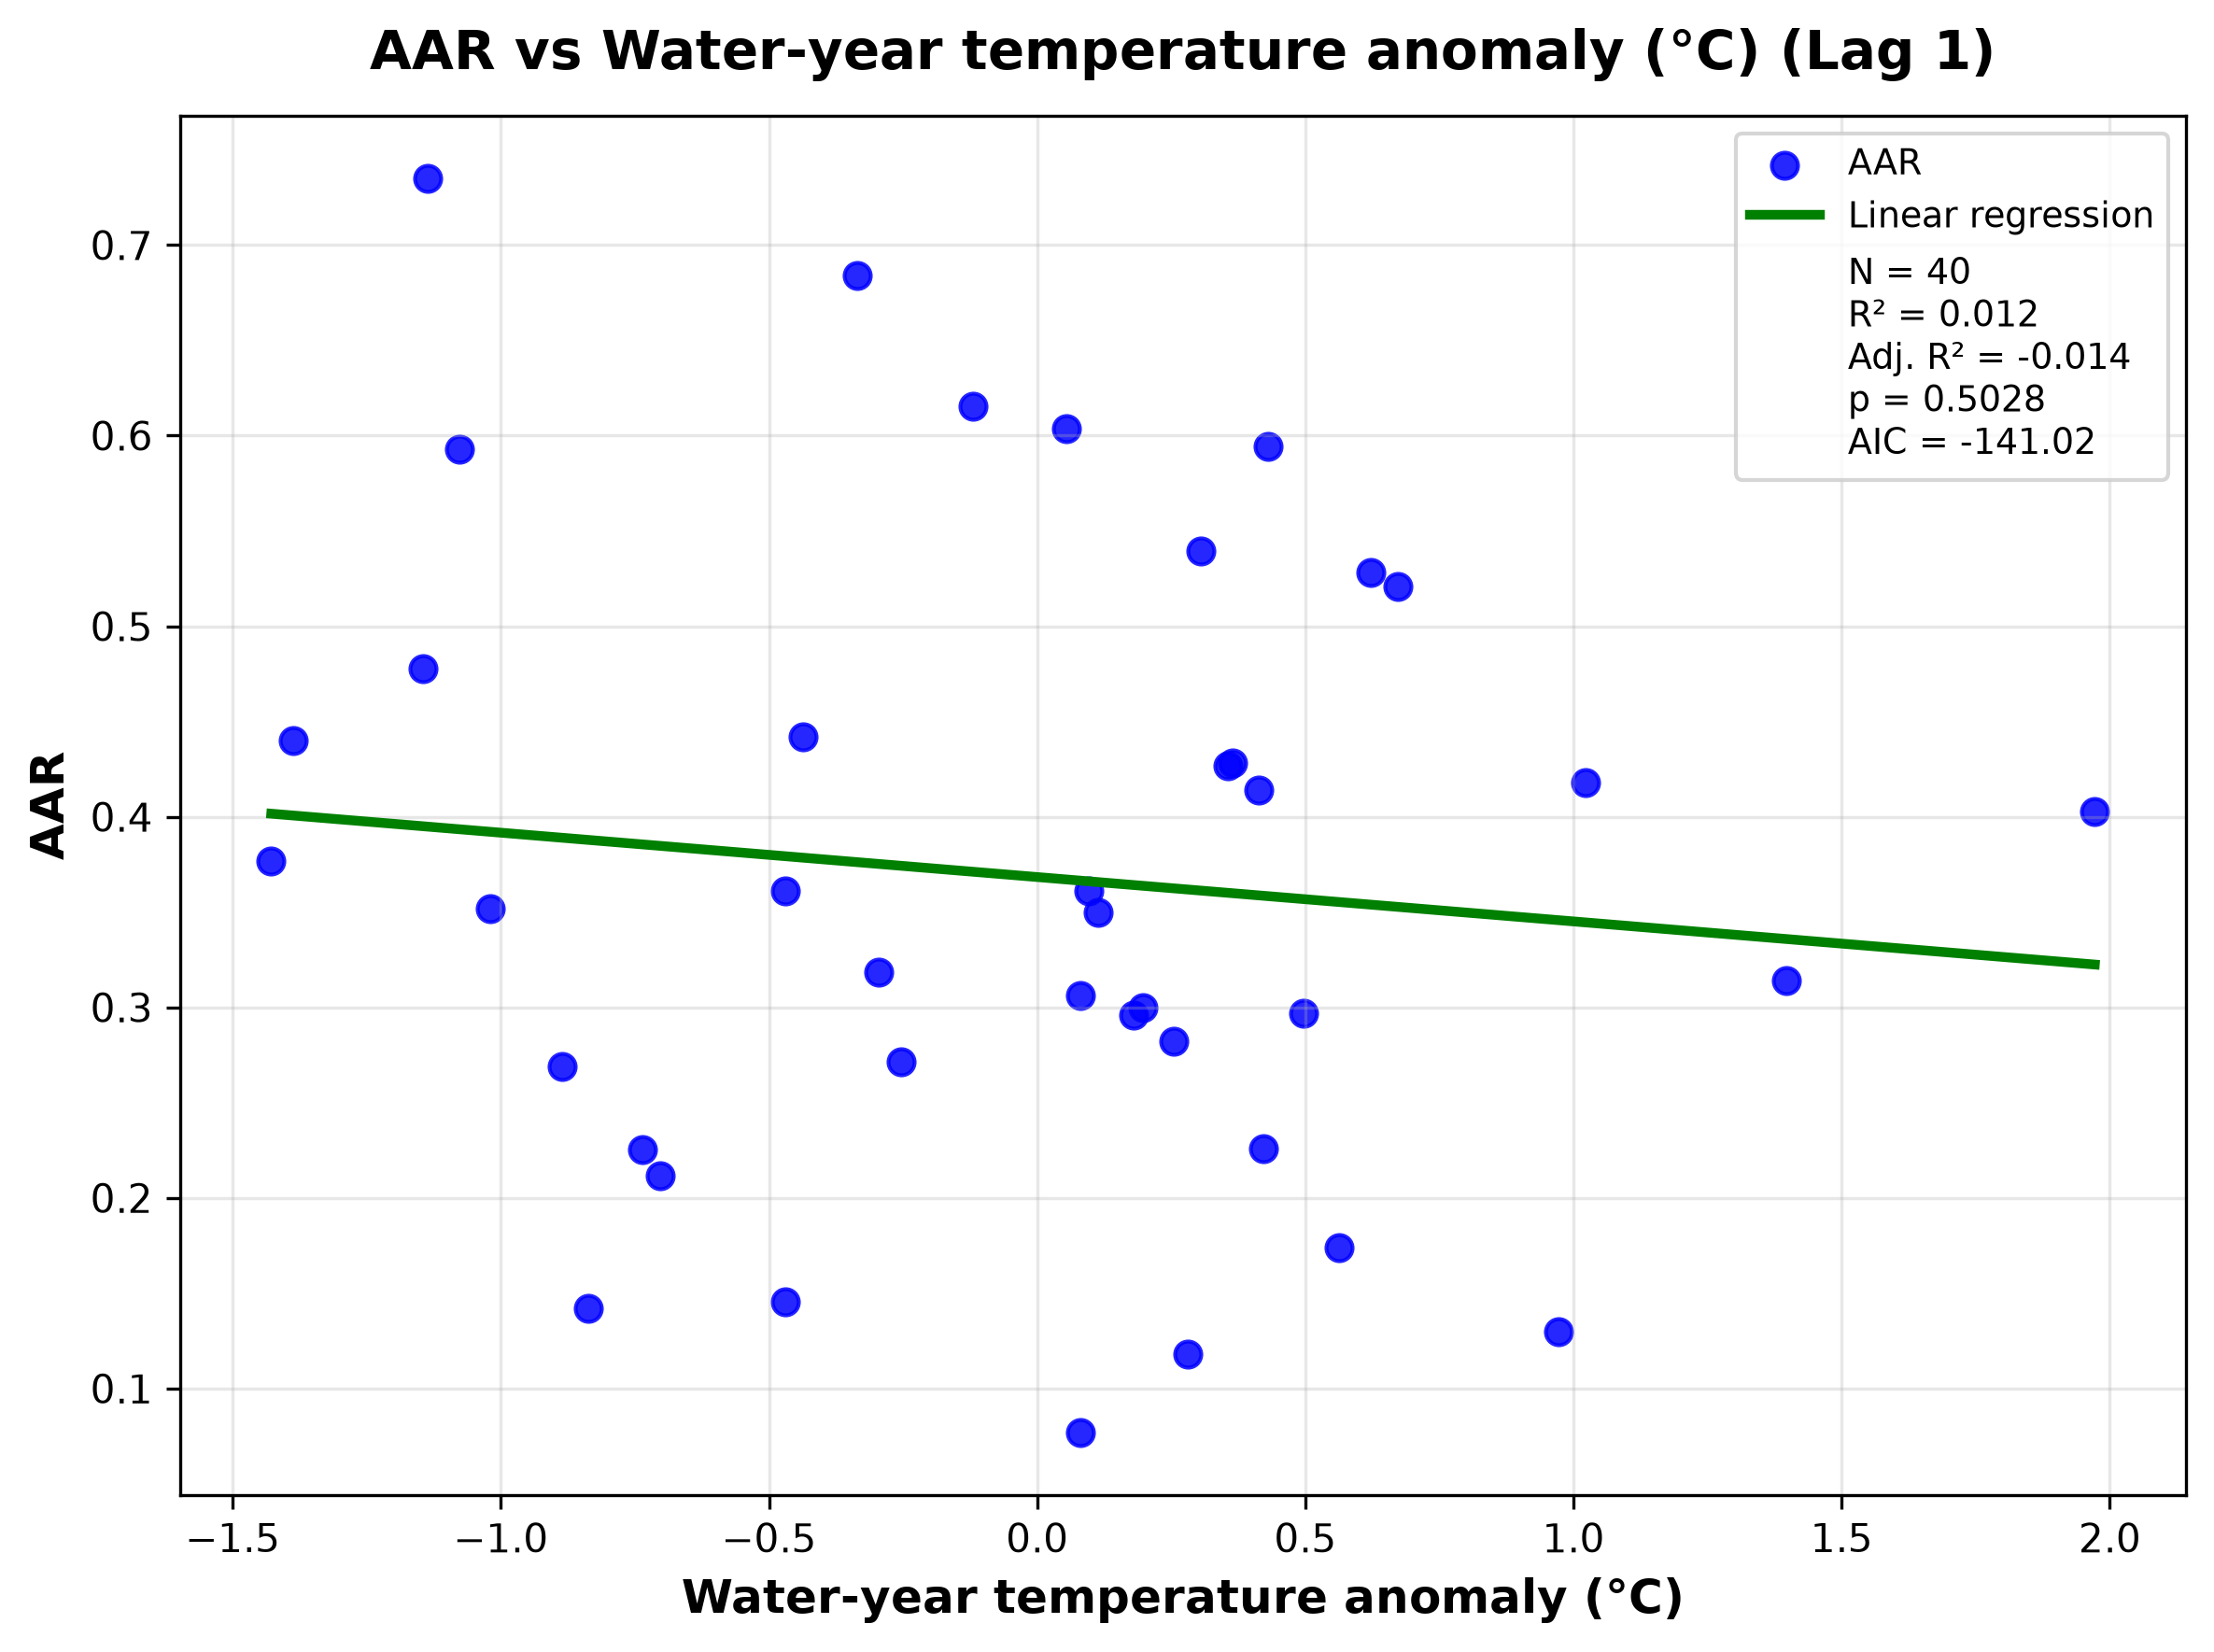 AAR vs Water-year temperature anomaly (°C) (Lag 1)
AAR
Linear regression
N = 40
R² = 0.012
Adj. R² = -0.014
p = 0.5028
AIC = -141.02
0.7
0.6
0.5
0.4
0.3
0.2
0.1
AAR
−1.5 −1.0 −0.5 0.0 0.5 1.0 1.5 2.0
Water-year temperature anomaly (°C)